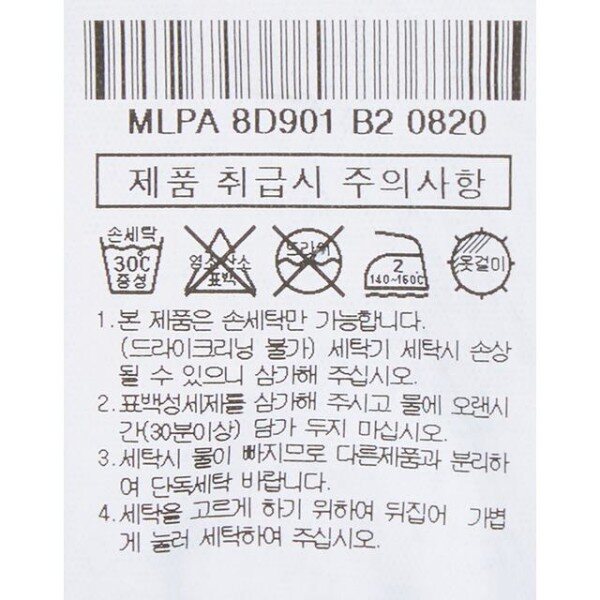 MLPA 8D901 B2 0820
제품 취급시 주의사항
손세탁
30℃
중성
염소산소
표백
드라이
2
140~160℃
옷걸이
1. 본 제품은 손세탁만 가능합니다.
(드라이크리닝 불가) 세탁기 세탁시 손상
될 수 있으니 삼가해 주십시오.
2. 표백성세제를 삼가해 주시고 물에 오랜시
간(30분이상) 담가 두지 마십시오.
3. 세탁시 물이 빠지므로 다른제품과 분리하
여 단독세탁 바랍니다.
4. 세탁을 고르게 하기 위하여 뒤집어 가볍
게 눌러 세탁하여 주십시오.